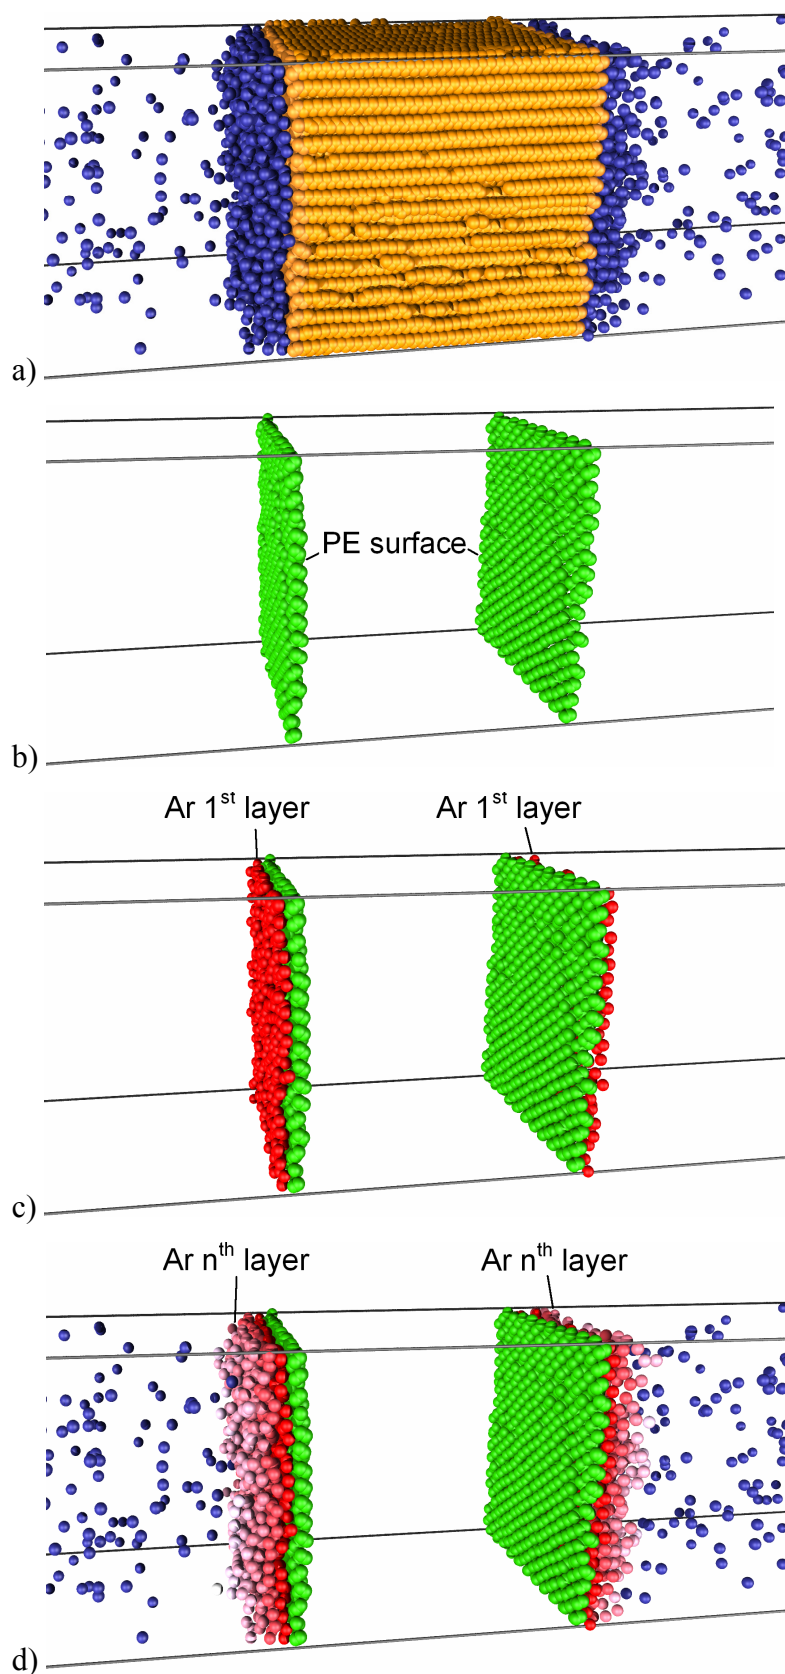 a)
PE surface
b)
Ar 1st layer Ar 1st layer
c)
Ar nth layer Ar nth layer
d)